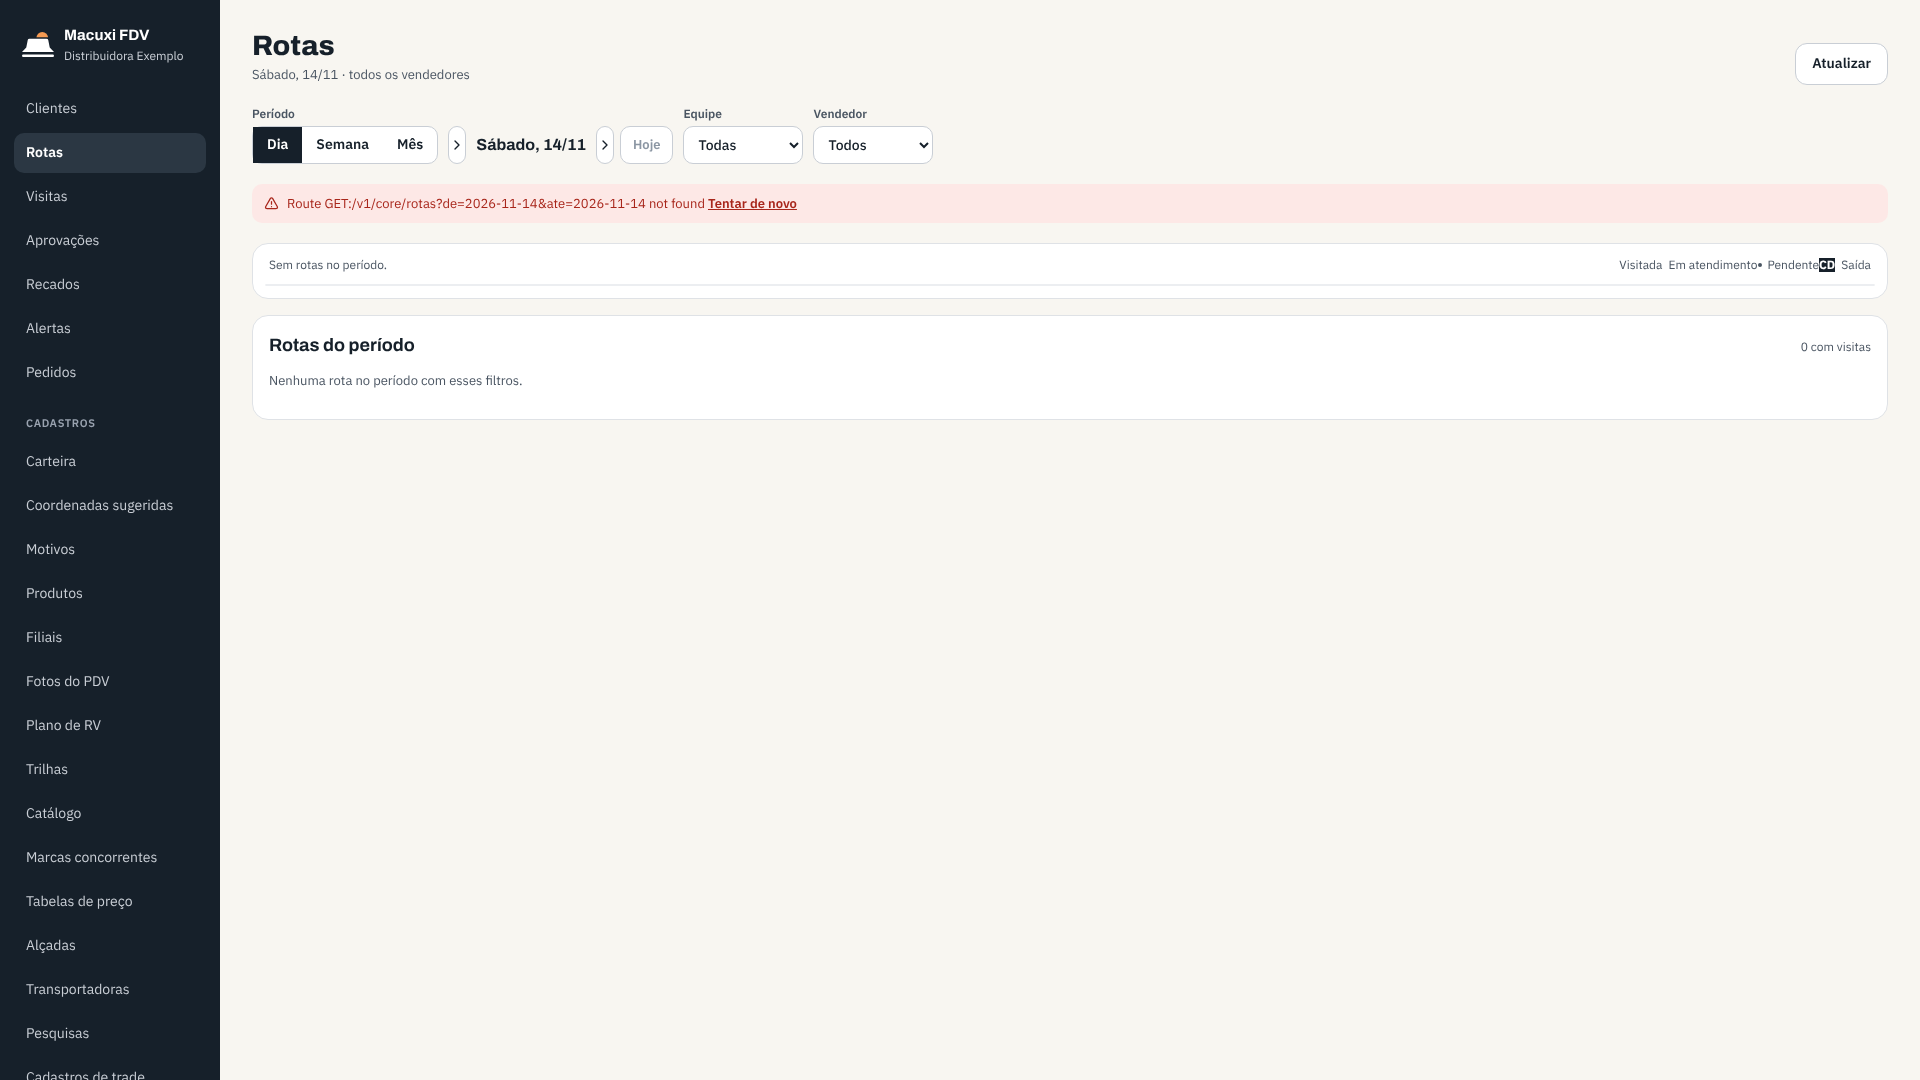 Macuxi FDV
Distribuidora Exemplo
Clientes
Rotas
Visitas
Aprovações
Recados
Alertas
Pedidos
CADASTROS
Carteira
Coordenadas sugeridas
Motivos
Produtos
Filiais
Fotos do PDV
Plano de RV
Trilhas
Catálogo
Marcas concorrentes
Tabelas de preço
Alçadas
Transportadoras
Pesquisas
Cadastros de trade
Rotas
Sábado, 14/11 · todos os vendedores
Atualizar
Período
Equipe
Vendedor
Dia Semana Mês Sábado, 14/11 Hoje Todas Todos
Route GET:/v1/core/rotas?de=2026-11-14&ate=2026-11-14 not found Tentar de novo
Sem rotas no período.
Visitada Em atendimento• Pendente CD Saída
Rotas do período
0 com visitas
Nenhuma rota no período com esses filtros.